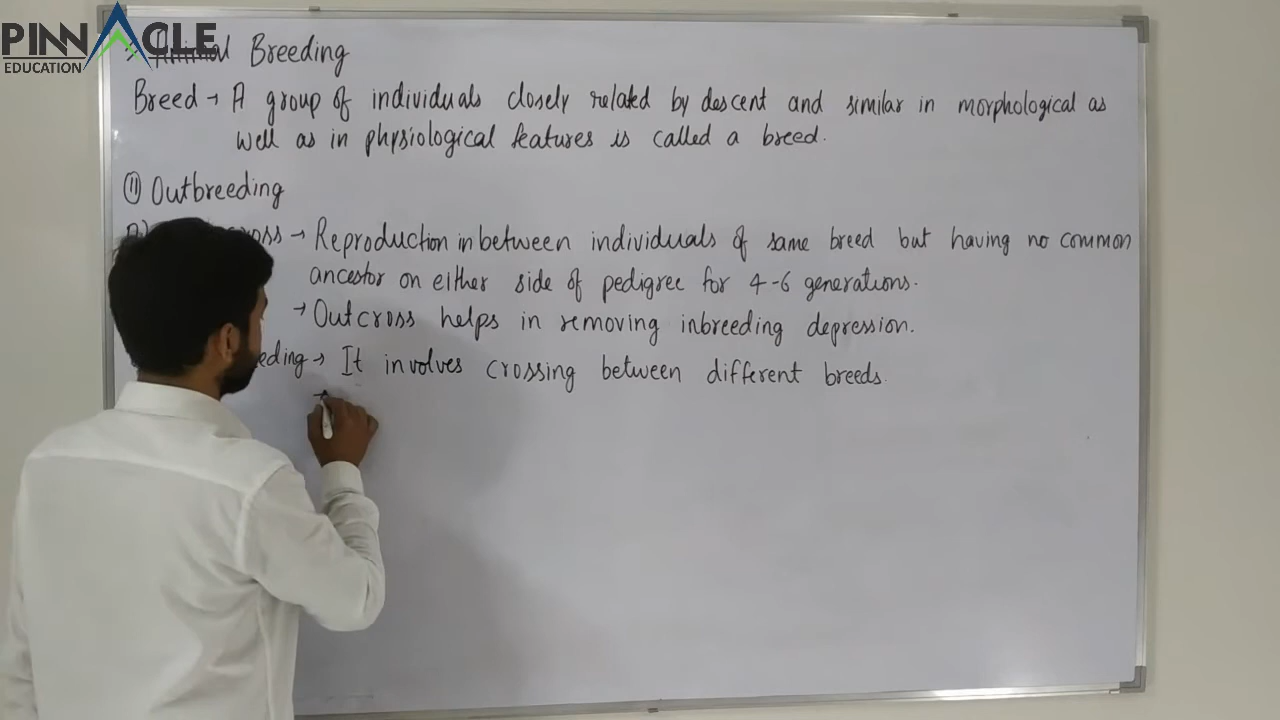 PINNACLE
EDUCATION
Animal Breeding
Breed → A group of individuals closely related by descent and similar in morphological as
well as in physiological features is called a breed.
(II) Outbreeding
→ Reproduction in between individuals of same breed but having no common
ancestor on either side of pedigree for 4-6 generations.
→ Outcross helps in removing inbreeding depression.
→ It involves crossing between different breeds.